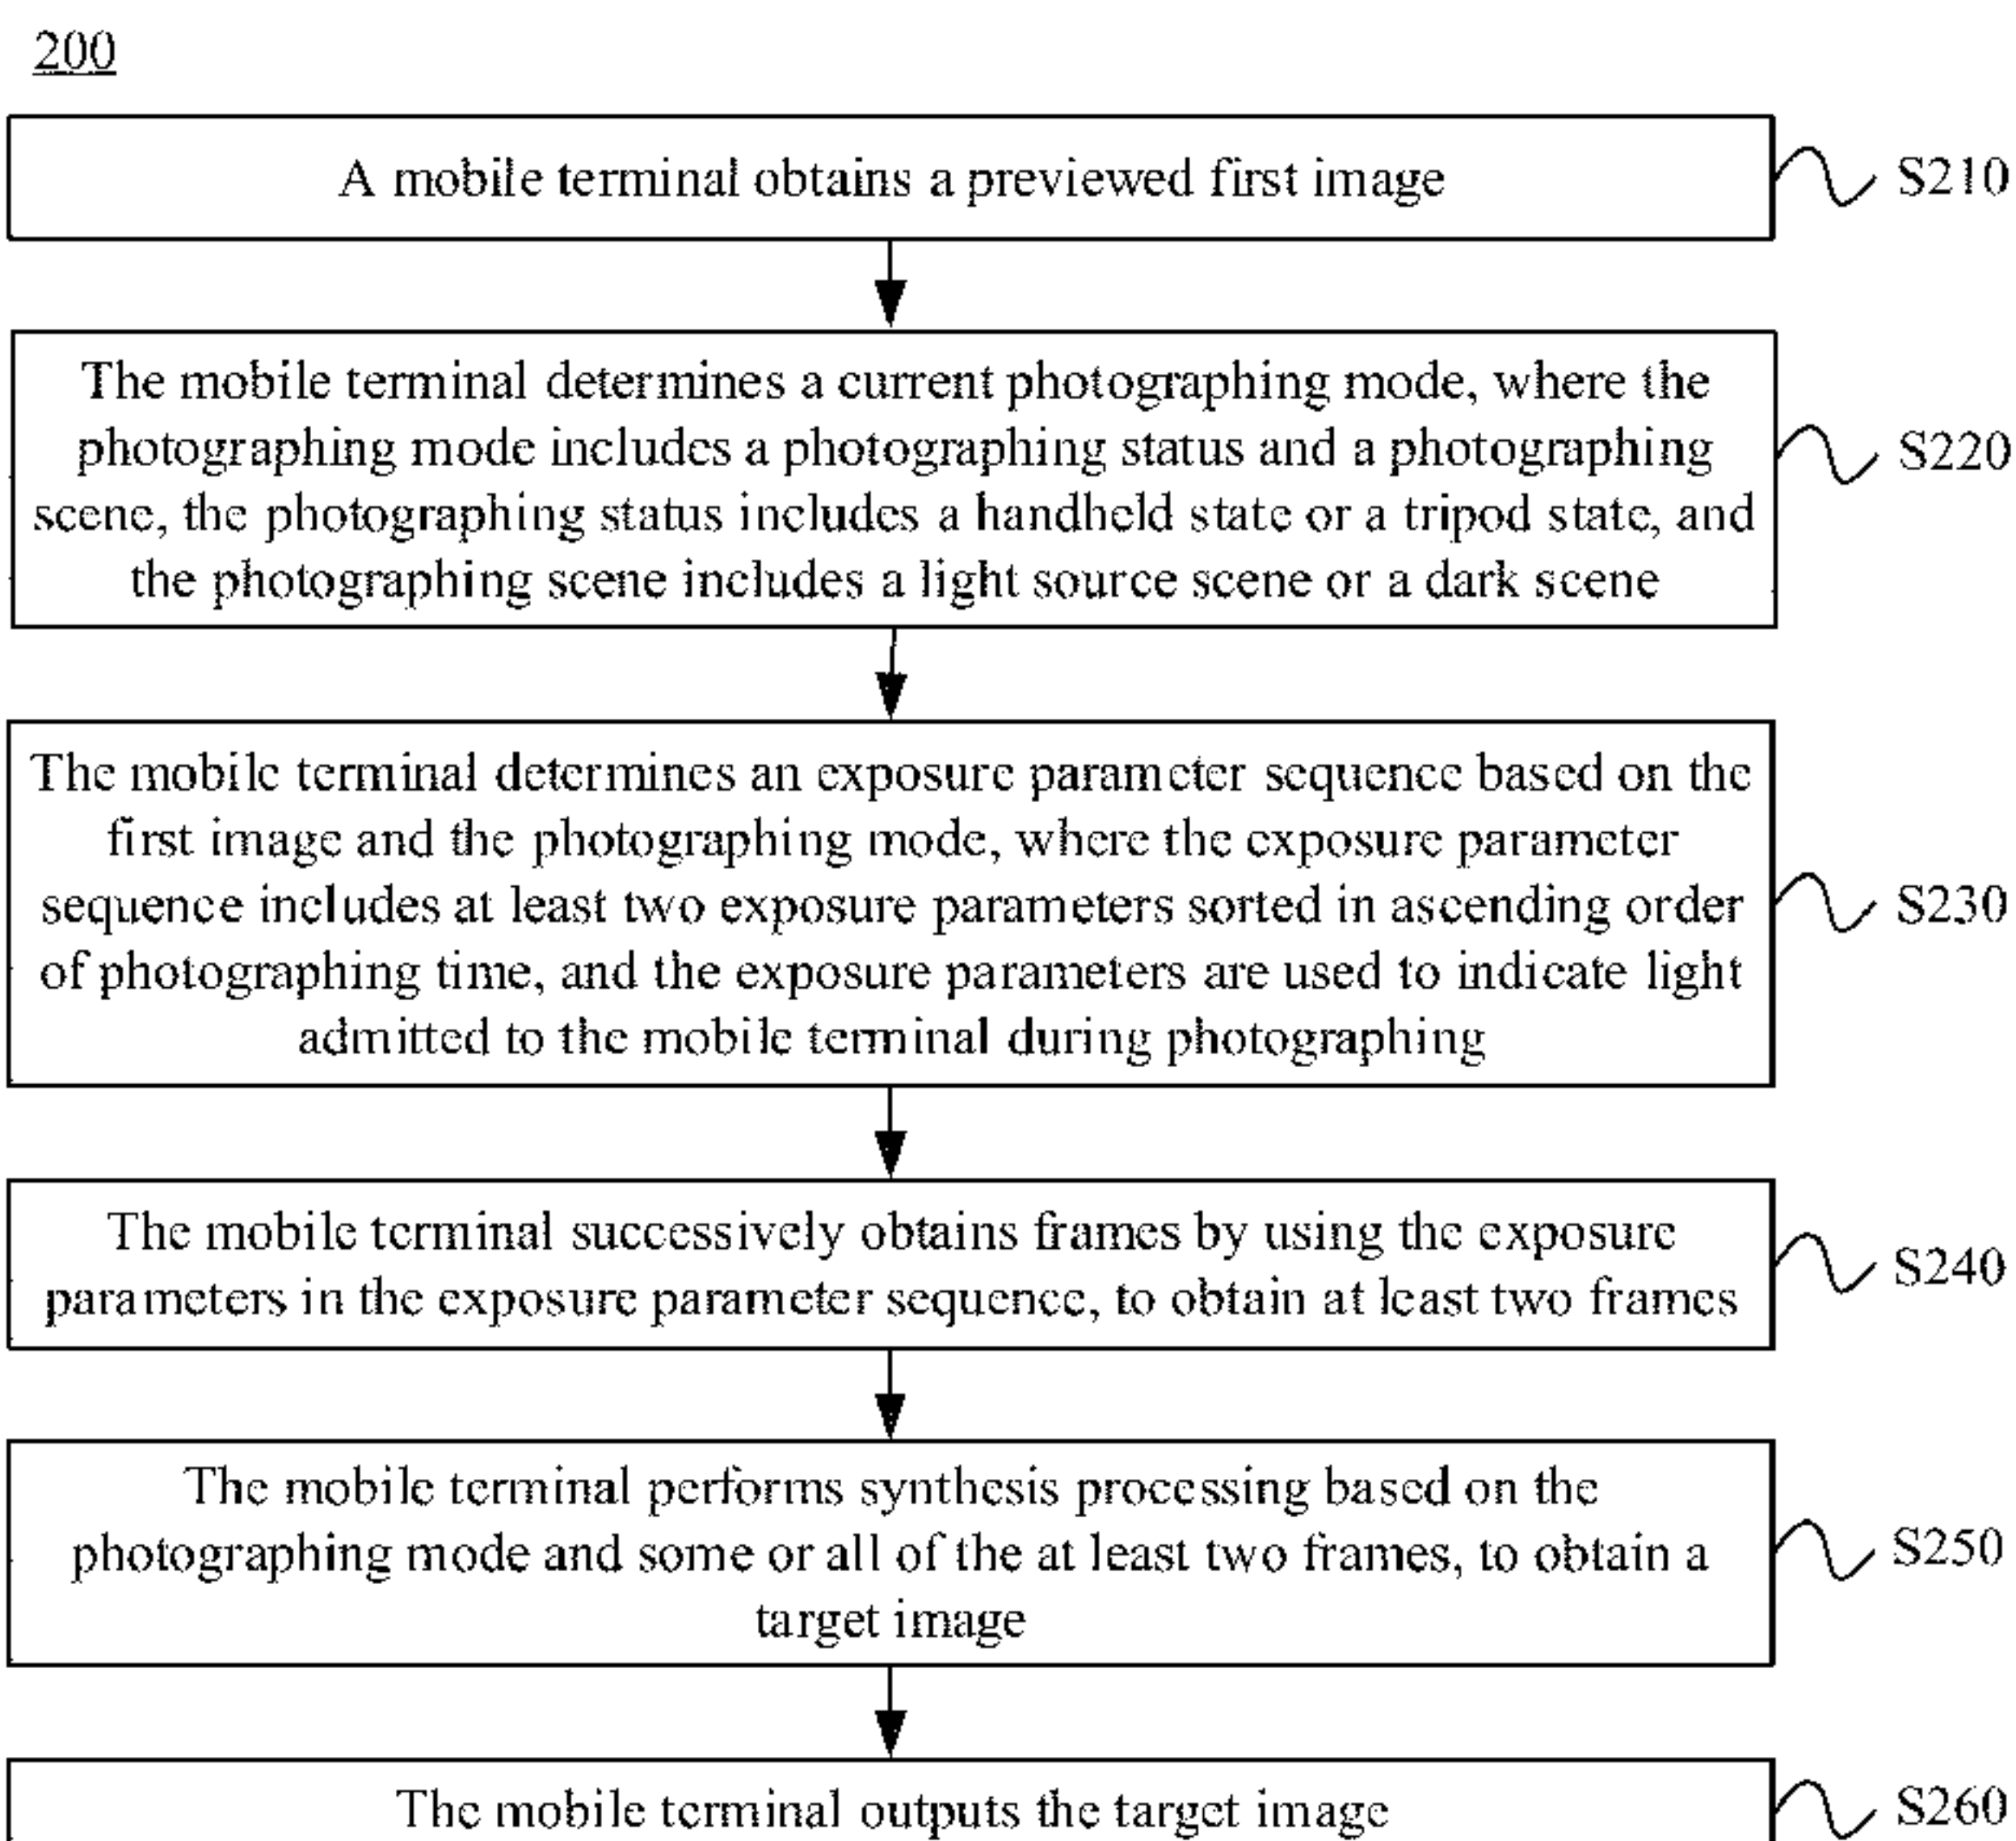 200
A mobile terminal obtains a previewed first image
S210
The mobile terminal determines a current photographing mode, where the
photographing mode includes a photographing status and a photographing
scene, the photographing status includes a handheld state or a tripod state, and
the photographing scene includes a light source scene or a dark scene
S220
The mobile terminal determines an exposure parameter sequence based on the
first image and the photographing mode, where the exposure parameter
sequence includes at least two exposure parameters sorted in ascending order
of photographing time, and the exposure parameters are used to indicate light
admitted to the mobile terminal during photographing
S230
The mobile terminal successively obtains frames by using the exposure
parameters in the exposure parameter sequence, to obtain at least two frames
S240
The mobile terminal performs synthesis processing based on the
photographing mode and some or all of the at least two frames, to obtain a
target image
S250
The mobile terminal outputs the target image
S260